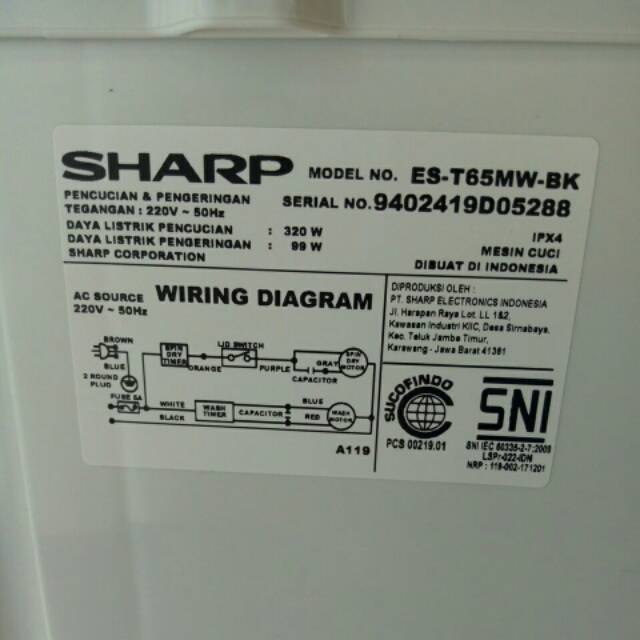 SHARP MODEL NO. ES-T65MW-BK
PENCUCIAN & PENGERINGAN
TEGANGAN : 220V ~ 50Hz
SERIAL NO.9402419D05288
DAYA LISTRIK PENCUCIAN : 320 W
DAYA LISTRIK PENGERINGAN : 99 W
SHARP CORPORATION
IPX4
MESIN CUCI
DIBUAT DI INDONESIA
AC SOURCE
220V ~ 50Hz
WIRING DIAGRAM
BROWN
BLUE
2 ROUND
PLUG
FUSE 5A
SPIN
DRY
TIMER
ORANGE
LID SWITCH
PURPLE
GRAY
CAPACITOR
SPIN
DRY
MOTOR
WHITE
BLACK
WASH
TIMER
CAPACITOR
BLUE
RED
WASH
MOTOR
A119
DIPRODUKSI OLEH :
PT. SHARP ELECTRONICS INDONESIA
Jl. Harapan Raya Lot. LL 1&2,
Kawasan Industri KIIC, Desa Sirnabaya,
Kec. Teluk Jambe Timur,
Karawang - Jawa Barat 41361
SUCOFINDO
PCS 00219.01
SNI
SNI IEC 60335-2-7:2009
LSPr-022-IDN
NRP : 119-002-171201